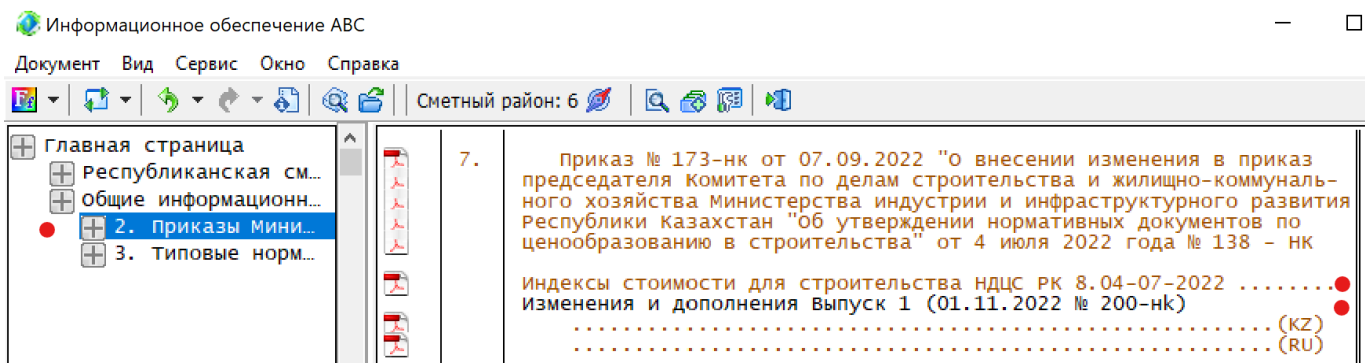 Информационное обеспечение АВС
Документ Вид Сервис Окно Справка
Сметный район: 6
Главная страница
Республиканская см...
Общие информационн...
2. Приказы Мини...
3. Типовые норм...
7. Приказ № 173-нк от 07.09.2022 "О внесении изменения в приказ
председателя Комитета по делам строительства и жилищно-коммуналь-
ного хозяйства Министерства индустрии и инфраструктурного развития
Республики Казахстан "Об утверждении нормативных документов по
ценообразованию в строительства" от 4 июля 2022 года № 138 - НК
Индексы стоимости для строительства НДЦС РК 8.04-07-2022 ........
Изменения и дополнения Выпуск 1 (01.11.2022 № 200-нk)
........................................................(KZ)
........................................................(RU)